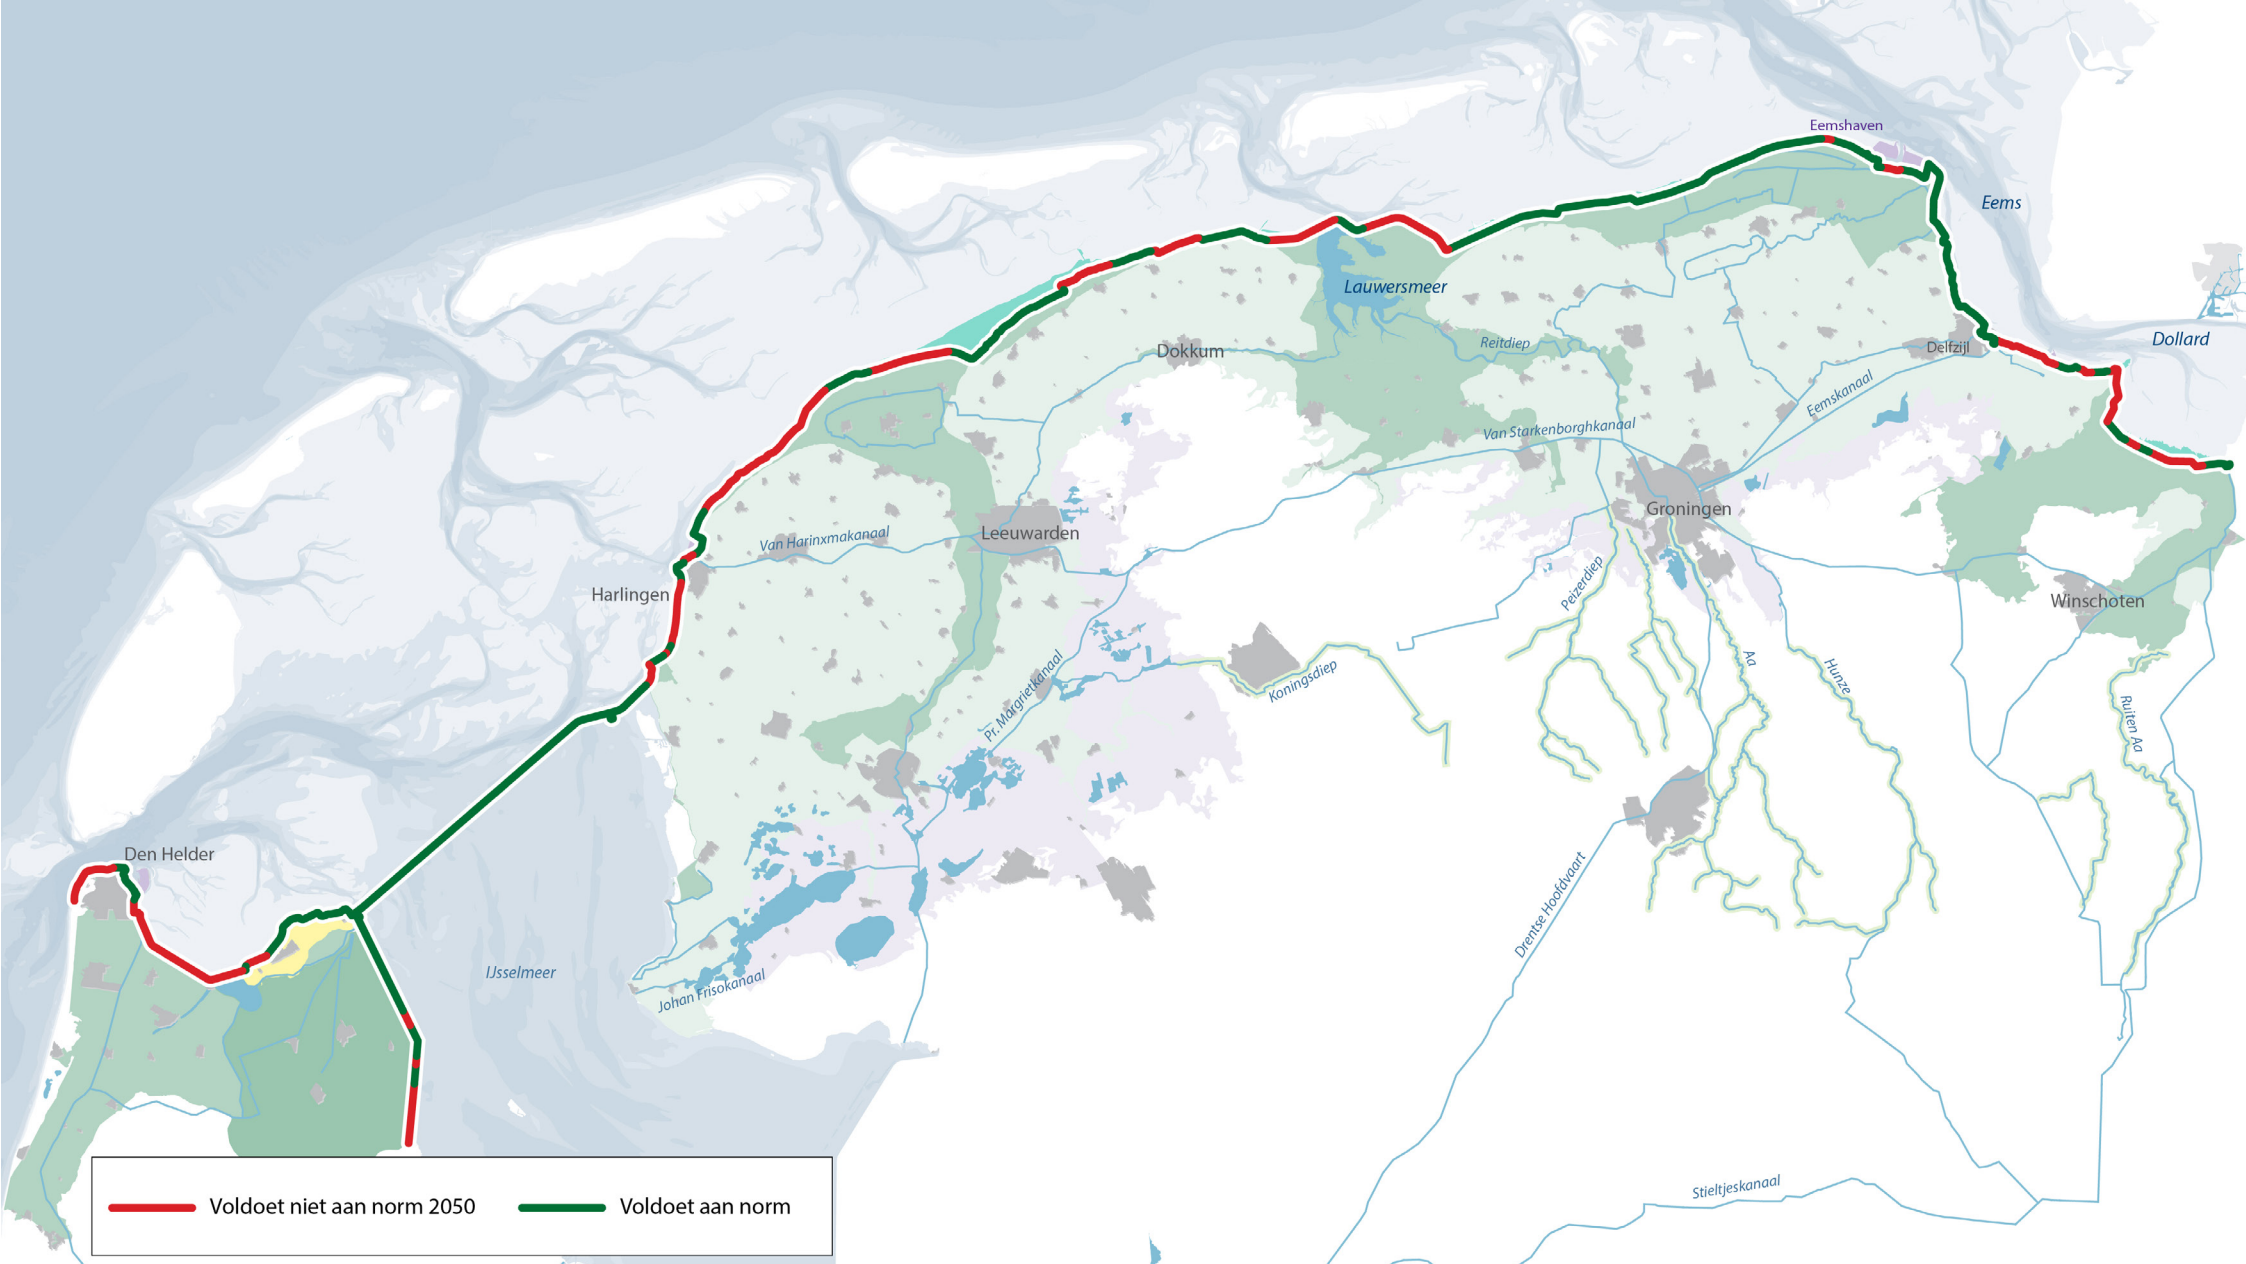 Eemshaven
Eems
Lauwersmeer
Dollard
Reitdiep
Dokkum
Delfzijl
Eemskanaal
Van Starkenborghkanaal
Groningen
Van Harinxmakanaal
Leeuwarden
Harlingen
Peizerdiep
Winschoten
Koningsdiep
Aa
Hunze
Pr. Margrietkanaal
Ruiten Aa
Den Helder
Drentse Hoofdvaart
IJsselmeer
Johan Frisokanaal
Stieltjeskanaal
Voldoet niet aan norm 2050
Voldoet aan norm